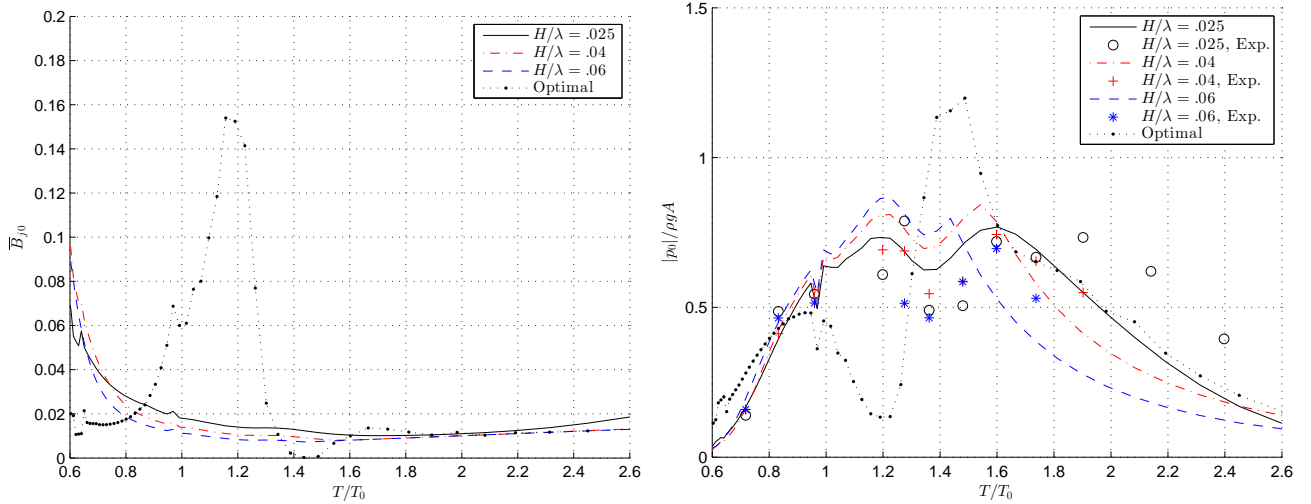 0.2
0.18
0.16
0.14
0.12
0.1
0.08
0.06
0.04
0.02
0
B̅_{j0}
0.6 0.8 1 1.2 1.4 1.6 1.8 2 2.2 2.4 2.6
T/T_0
H/λ = .025
H/λ = .04
H/λ = .06
Optimal
1.5
1
0.5
0
|p_0|/ρgA
0.6 0.8 1 1.2 1.4 1.6 1.8 2 2.2 2.4 2.6
T/T_0
H/λ = .025
H/λ = .025, Exp.
H/λ = .04
H/λ = .04, Exp.
H/λ = .06
H/λ = .06, Exp.
Optimal